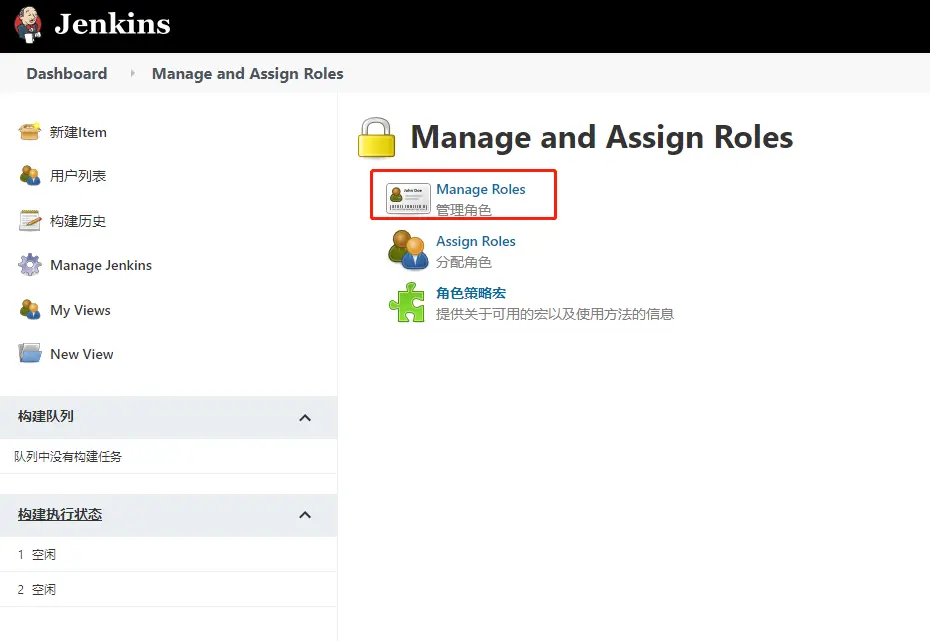 Jenkins
Dashboard
Manage and Assign Roles
新建Item
用户列表
构建历史
Manage Jenkins
My Views
New View
构建队列
队列中没有构建任务
构建执行状态
1 空闲
2 空闲
Manage and Assign Roles
John Doe
Manage Roles
管理角色
Assign Roles
分配角色
角色策略宏
提供关于可用的宏以及使用方法的信息